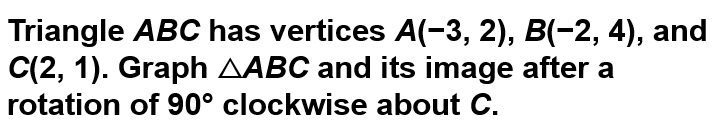 Triangle ABC has vertices A(−3, 2), B(−2, 4), and
C(2, 1). Graph △ABC and its image after a
rotation of 90° clockwise about C.